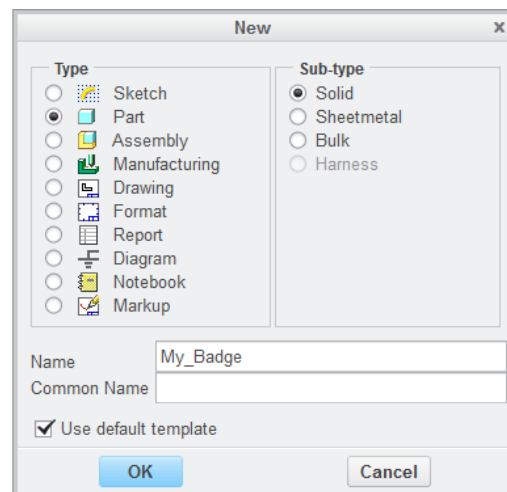 New x
Type
Sketch
Part
Assembly
Manufacturing
Drawing
Format
Report
Diagram
Notebook
Markup
Sub-type
Solid
Sheetmetal
Bulk
Harness
Name My_Badge
Common Name
Use default template
OK Cancel